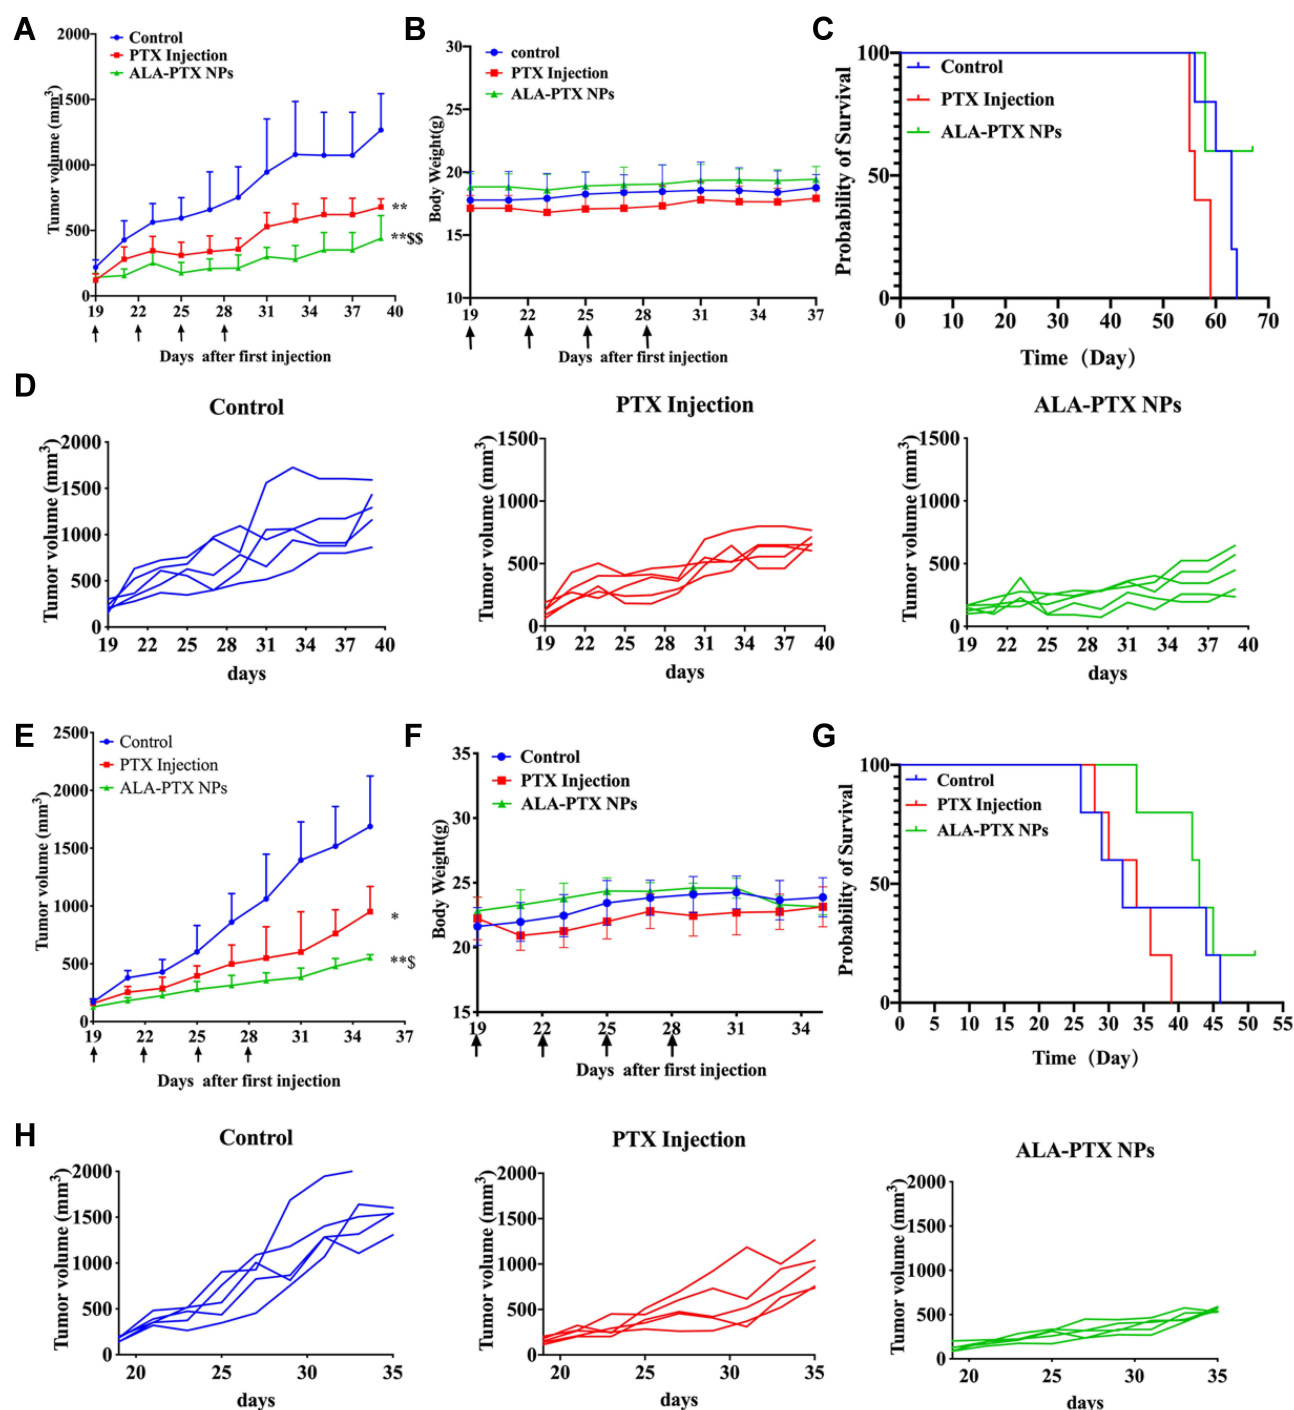 A
2000
1500
1000
500
0
Tumor volume (mm3)
Control
PTX Injection
ALA-PTX NPs
**
**$$
19 22 25 28 31 34 37 40
Days after first injection
B
30
25
20
15
10
Body Weight(g)
control
PTX Injection
ALA-PTX NPs
19 22 25 28 31 34 37
Days after first injection
C
100
50
0
Probability of Survival
Control
PTX Injection
ALA-PTX NPs
0 10 20 30 40 50 60 70
Time（Day）
D
Control
2000
1500
1000
500
0
Tumor volume (mm3)
19 22 25 28 31 34 37 40
days
PTX Injection
1500
1000
500
0
Tumor volume (mm3)
19 22 25 28 31 34 37 40
days
ALA-PTX NPs
1500
1000
500
0
Tumor volume (mm3)
19 22 25 28 31 34 37 40
days
E
2500
2000
1500
1000
500
0
Tumor volume (mm3)
Control
PTX Injection
ALA-PTX NPs
*
**$
19 22 25 28 31 34 37
Days after first injection
F
35
30
25
20
15
Body Weight(g)
Control
PTX Injection
ALA-PTX NPs
19 22 25 28 31 34
Days after first injection
G
100
50
0
Probability of Survival
Control
PTX Injection
ALA-PTX NPs
0 5 10 15 20 25 30 35 40 45 50 55
Time（Day）
H
Control
2000
1500
1000
500
0
Tumor volume (mm3)
20 25 30 35
days
PTX Injection
2000
1500
1000
500
0
Tumor volume (mm3)
20 25 30 35
days
ALA-PTX NPs
2000
1500
1000
500
0
Tumor volume (mm3)
20 25 30 35
days